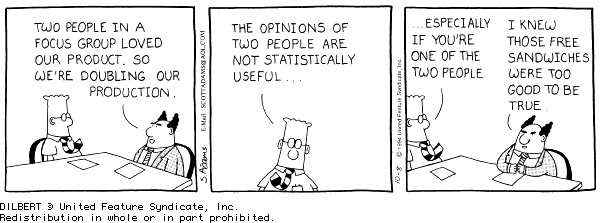 TWO PEOPLE IN A
FOCUS GROUP LOVED
OUR PRODUCT. SO
WE'RE DOUBLING OUR
PRODUCTION.
S. Adams E-Mail: SCOTTADAMS@AOL.COM
THE OPINIONS OF
TWO PEOPLE ARE
NOT STATISTICALLY
USEFUL...
10-8 © 1994 United Feature Syndicate, Inc.
...ESPECIALLY
IF YOU'RE
ONE OF THE
TWO PEOPLE.
I KNEW
THOSE FREE
SANDWICHES
WERE TOO
GOOD TO BE
TRUE.
DILBERT © United Feature Syndicate, Inc.
Redistribution in whole or in part prohibited.